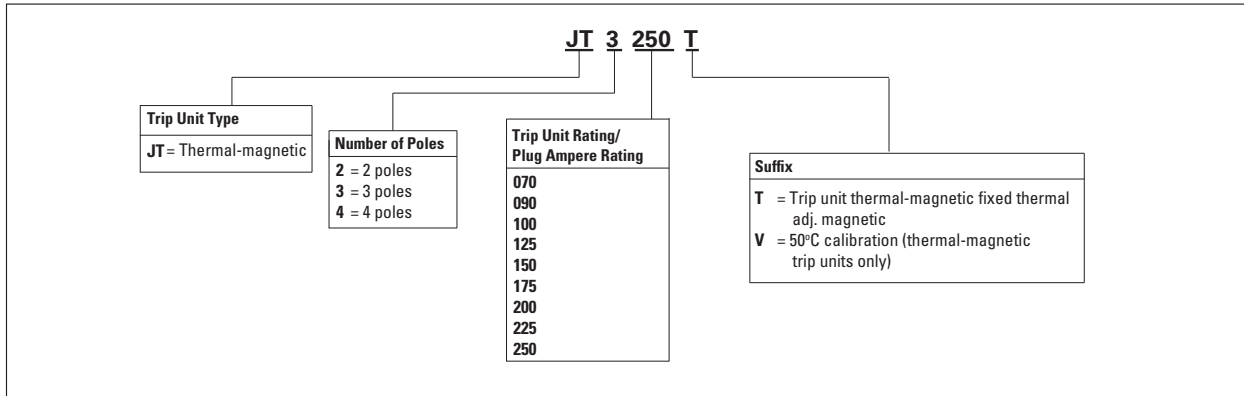 JT 3 250 T
Trip Unit Type
JT = Thermal-magnetic
Number of Poles
2 = 2 poles
3 = 3 poles
4 = 4 poles
Trip Unit Rating/
Plug Ampere Rating
070
090
100
125
150
175
200
225
250
Suffix
T = Trip unit thermal-magnetic fixed thermal
adj. magnetic
V = 50°C calibration (thermal-magnetic
trip units only)